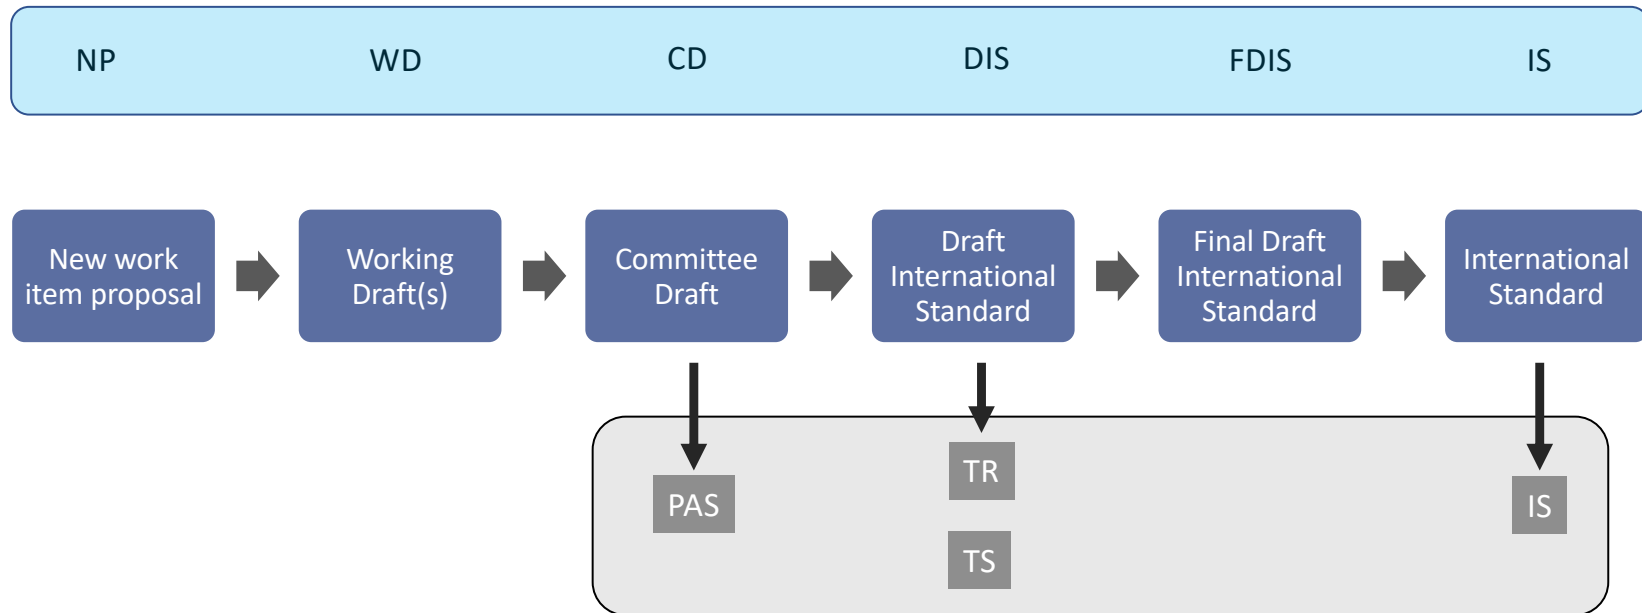 NP
WD
CD
DIS
FDIS
IS
New work
item proposal
Working
Draft(s)
Committee
Draft
Draft
International
Standard
Final Draft
International
Standard
International
Standard
PAS
TR
TS
IS